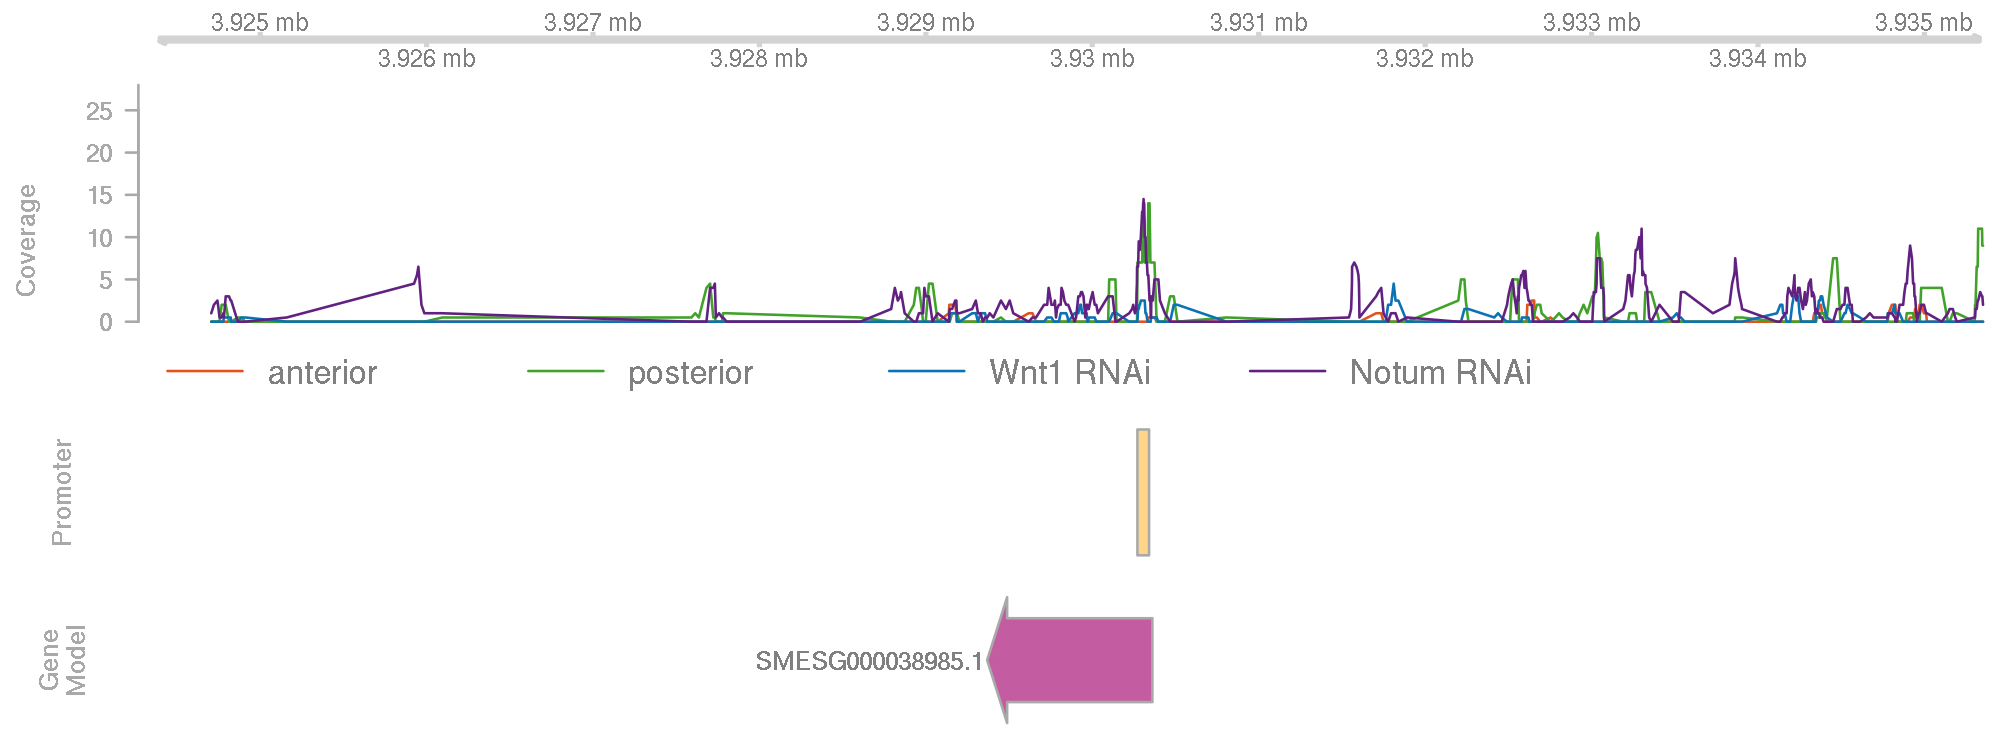 3.925 mb 3.927 mb 3.929 mb 3.931 mb 3.933 mb 3.935 mb
3.926 mb 3.928 mb 3.93 mb 3.932 mb 3.934 mb
Coverage
25
20
15
10
5
0
anterior posterior Wnt1 RNAi Notum RNAi
Promoter
Gene
Model
SMESG000038985.1